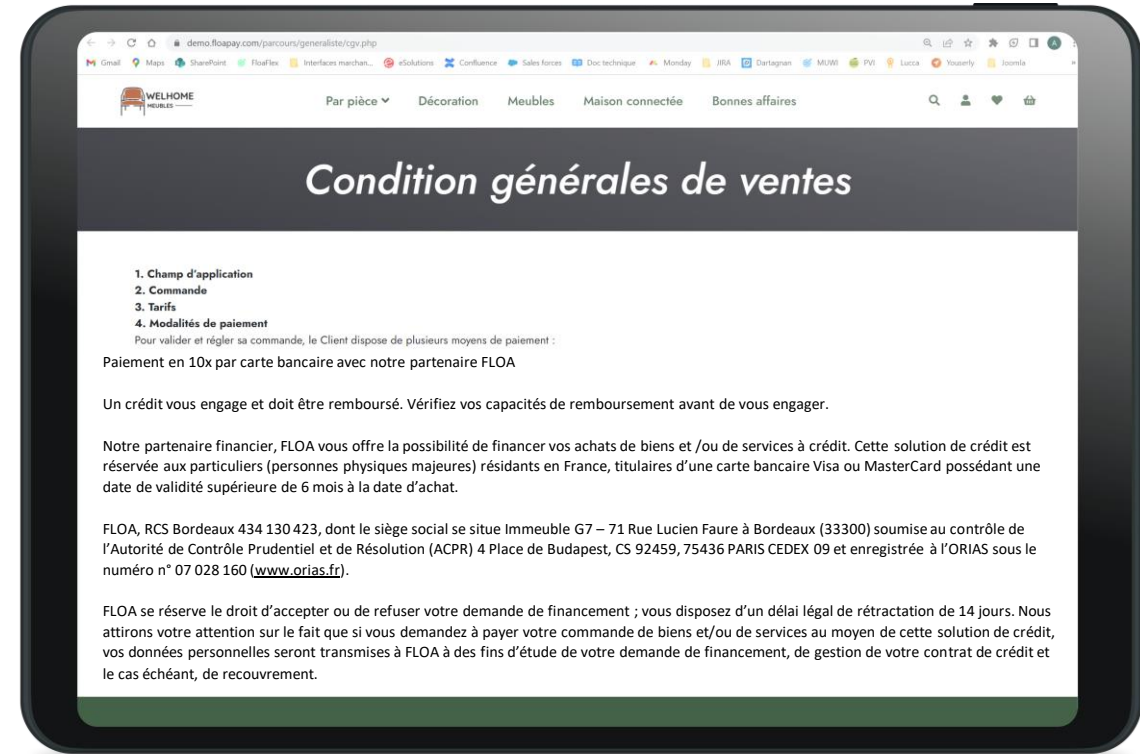 demo.floapay.com/parcours/generaliste/cgv.php
Gmail Maps SharePoint FloaFlex Interfaces marchan... eSolutions Confluence Sales forces Doc technique Monday JIRA Dartagnan MUWI PVI Lucca Youserly Joomla »
WELHOME
MEUBLES
Par pièce Décoration Meubles Maison connectée Bonnes affaires
Condition générales de ventes
1. Champ d'application
2. Commande
3. Tarifs
4. Modalités de paiement
Pour valider et régler sa commande, le Client dispose de plusieurs moyens de paiement :
Paiement en 10x par carte bancaire avec notre partenaire FLOA
Un crédit vous engage et doit être remboursé. Vérifiez vos capacités de remboursement avant de vous engager.
Notre partenaire financier, FLOA vous offre la possibilité de financer vos achats de biens et /ou de services à crédit. Cette solution de crédit est
réservée aux particuliers (personnes physiques majeures) résidants en France, titulaires d’une carte bancaire Visa ou MasterCard possédant une
date de validité supérieure de 6 mois à la date d’achat.
FLOA, RCS Bordeaux 434 130 423, dont le siège social se situe Immeuble G7 – 71 Rue Lucien Faure à Bordeaux (33300) soumise au contrôle de
l’Autorité de Contrôle Prudentiel et de Résolution (ACPR) 4 Place de Budapest, CS 92459, 75436 PARIS CEDEX 09 et enregistrée à l’ORIAS sous le
numéro n° 07 028 160 (www.orias.fr).
FLOA se réserve le droit d’accepter ou de refuser votre demande de financement ; vous disposez d’un délai légal de rétractation de 14 jours. Nous
attirons votre attention sur le fait que si vous demandez à payer votre commande de biens et/ou de services au moyen de cette solution de crédit,
vos données personnelles seront transmises à FLOA à des fins d’étude de votre demande de financement, de gestion de votre contrat de crédit et
le cas échéant, de recouvrement.